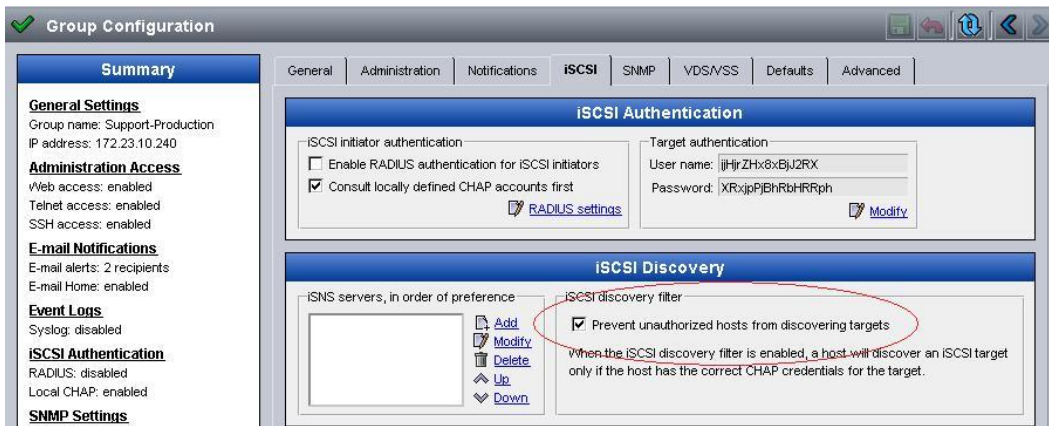 Group Configuration
Summary
General Settings
Group name: Support-Production
IP address: 172.23.10.240
Administration Access
Web access: enabled
Telnet access: enabled
SSH access: enabled
E-mail Notifications
E-mail alerts: 2 recipients
E-mail Home: enabled
Event Logs
Syslog: disabled
iSCSI Authentication
RADIUS: disabled
Local CHAP: enabled
SNMP Settings
General Administration Notifications iSCSI SNMP VDS/VSS Defaults Advanced
iSCSI Authentication
iSCSI initiator authentication
Enable RADIUS authentication for iSCSI initiators
Consult locally defined CHAP accounts first
RADIUS settings
Target authentication
User name:
Password: XRxjpPjBhRbHRRph
Modify
iSCSI Discovery
iSNS servers, in order of preference
Add
Modify
Delete
Up
Down
iSCSI discovery filter
Prevent unauthorized hosts from discovering targets
When the iSCSI discovery filter is enabled, a host will discover an iSCSI target
only if the host has the correct CHAP credentials for the target.